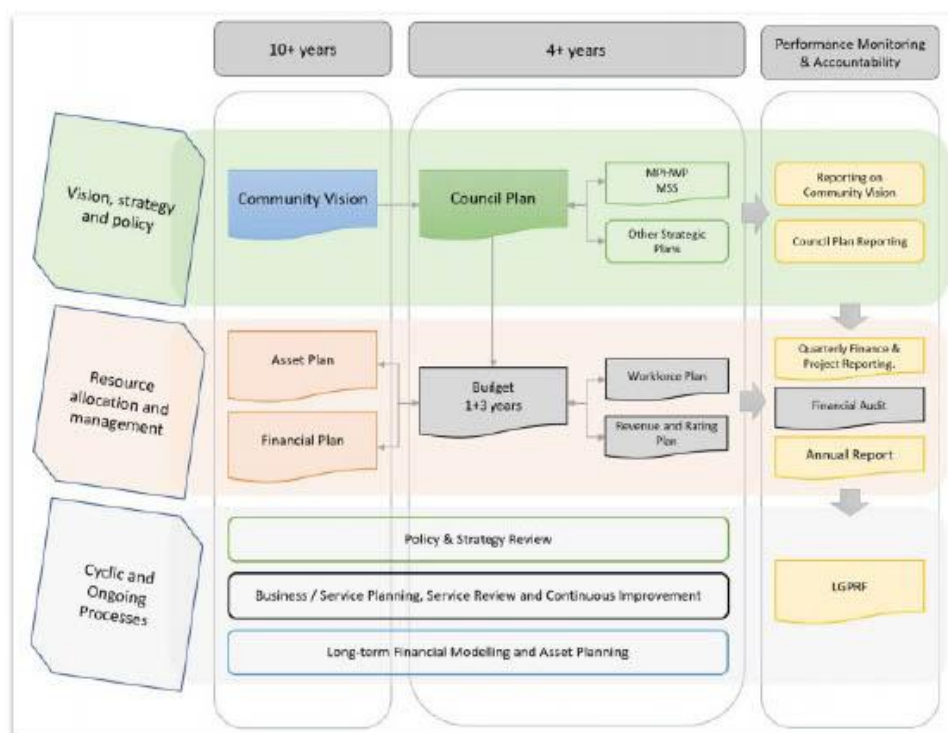 10+ years
4+ years
Performance Monitoring
& Accountability
Vision, strategy
and policy
Community Vision
Council Plan
MPHWP
MSS
Other Strategic
Plans
Reporting on
Community Vision
Council Plan Reporting
Resource
allocation and
management
Asset Plan
Financial Plan
Budget
1+3 years
Workforce Plan
Revenue and Rating
Plan
Quarterly Finance &
Project Reporting.
Financial Audit
Annual Report
Cyclic and
Ongoing
Processes
Policy & Strategy Review
Business / Service Planning, Service Review and Continuous Improvement
Long-term Financial Modelling and Asset Planning
LGPRF